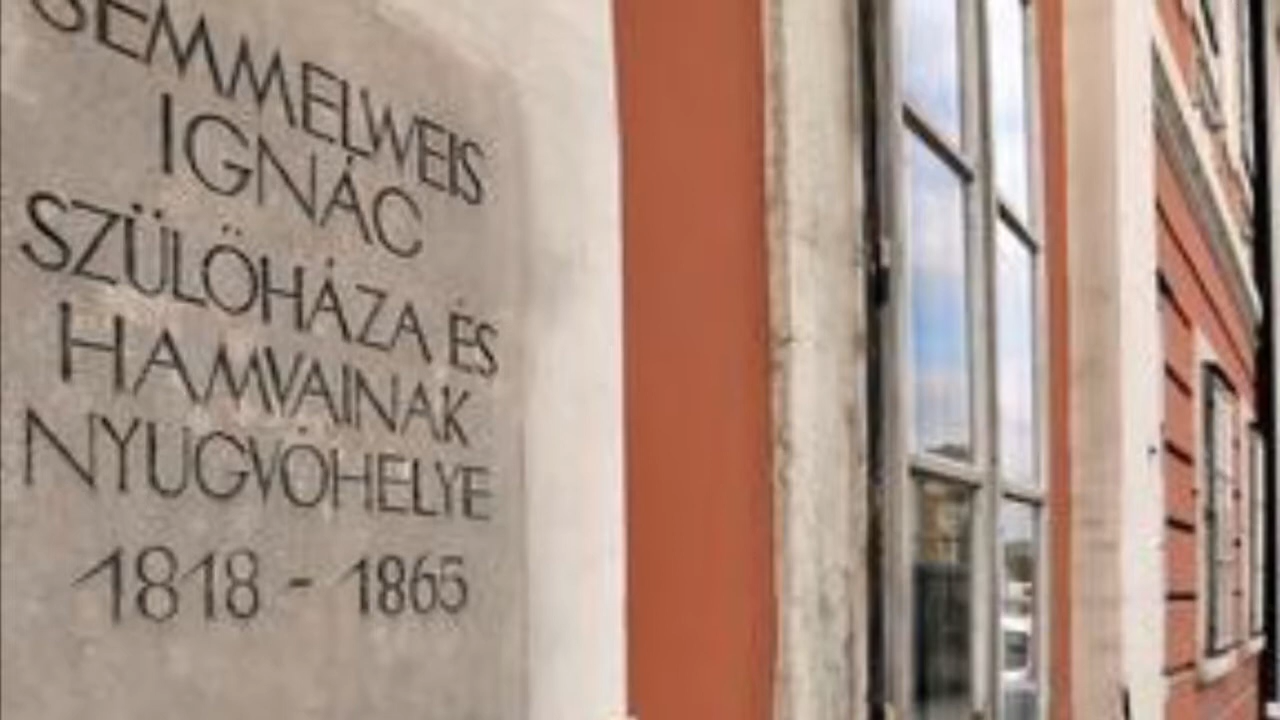 SEMMELWEIS
IGNÁC
SZÜLŐHÁZA ÉS
HAMVAINAK
NYUGVÓHELYE
1818 - 1865